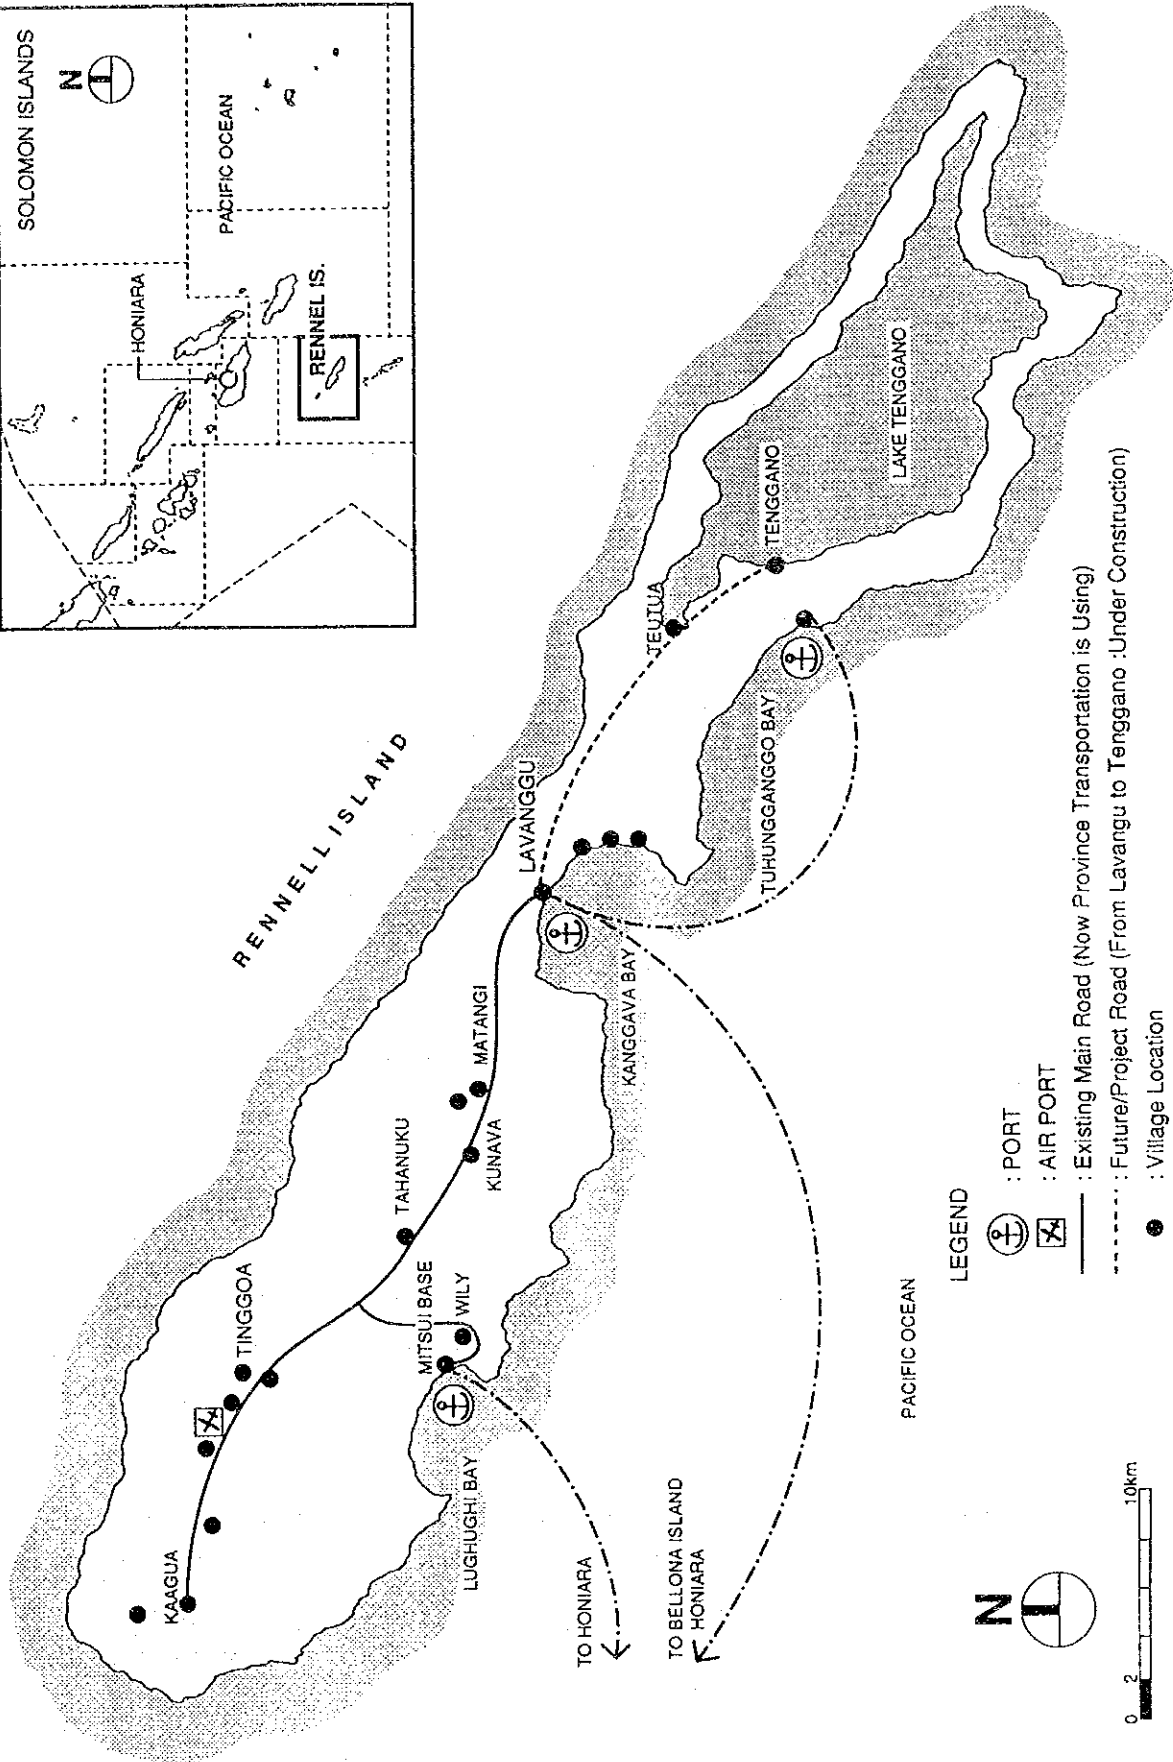 SOLOMON ISLANDS
N
PACIFIC OCEAN
HONIARA
RENNEL IS.
RENNELL ISLAND
KAAGUA
TINGGOA
TAHANUKU
KUNAVA
MATANGI
LAVANGGU
MITSUI BASE
WILY
LUGHUGHI BAY
KANGGAVA BAY
TUHUNGGANGGO BAY
JEUTUA
TENGGANO
LAKE TENGGANO
TO HONIARA
TO BELLONA ISLAND
HONIARA
PACIFIC OCEAN
N
0 2 10km
LEGEND
: PORT
: AIR PORT
: Existing Main Road (Now Province Transportation is Using)
: Future/Project Road (From Lavangu to Tenggano :Under Construction)
: Village Location